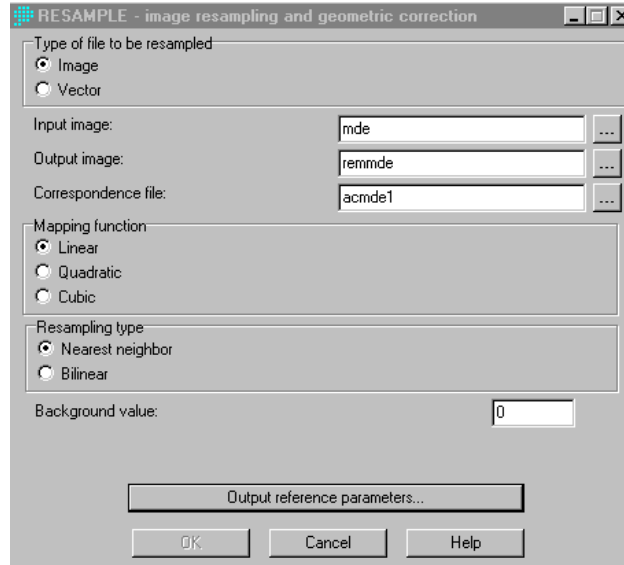 RESAMPLE - image resampling and geometric correction
Type of file to be resampled
Image
Vector
Input image:
mde
...
Output image:
remmde
...
Correspondence file:
acmde1
...
Mapping function
Linear
Quadratic
Cubic
Resampling type
Nearest neighbor
Bilinear
Background value:
0
Output reference parameters...
OK
Cancel
Help